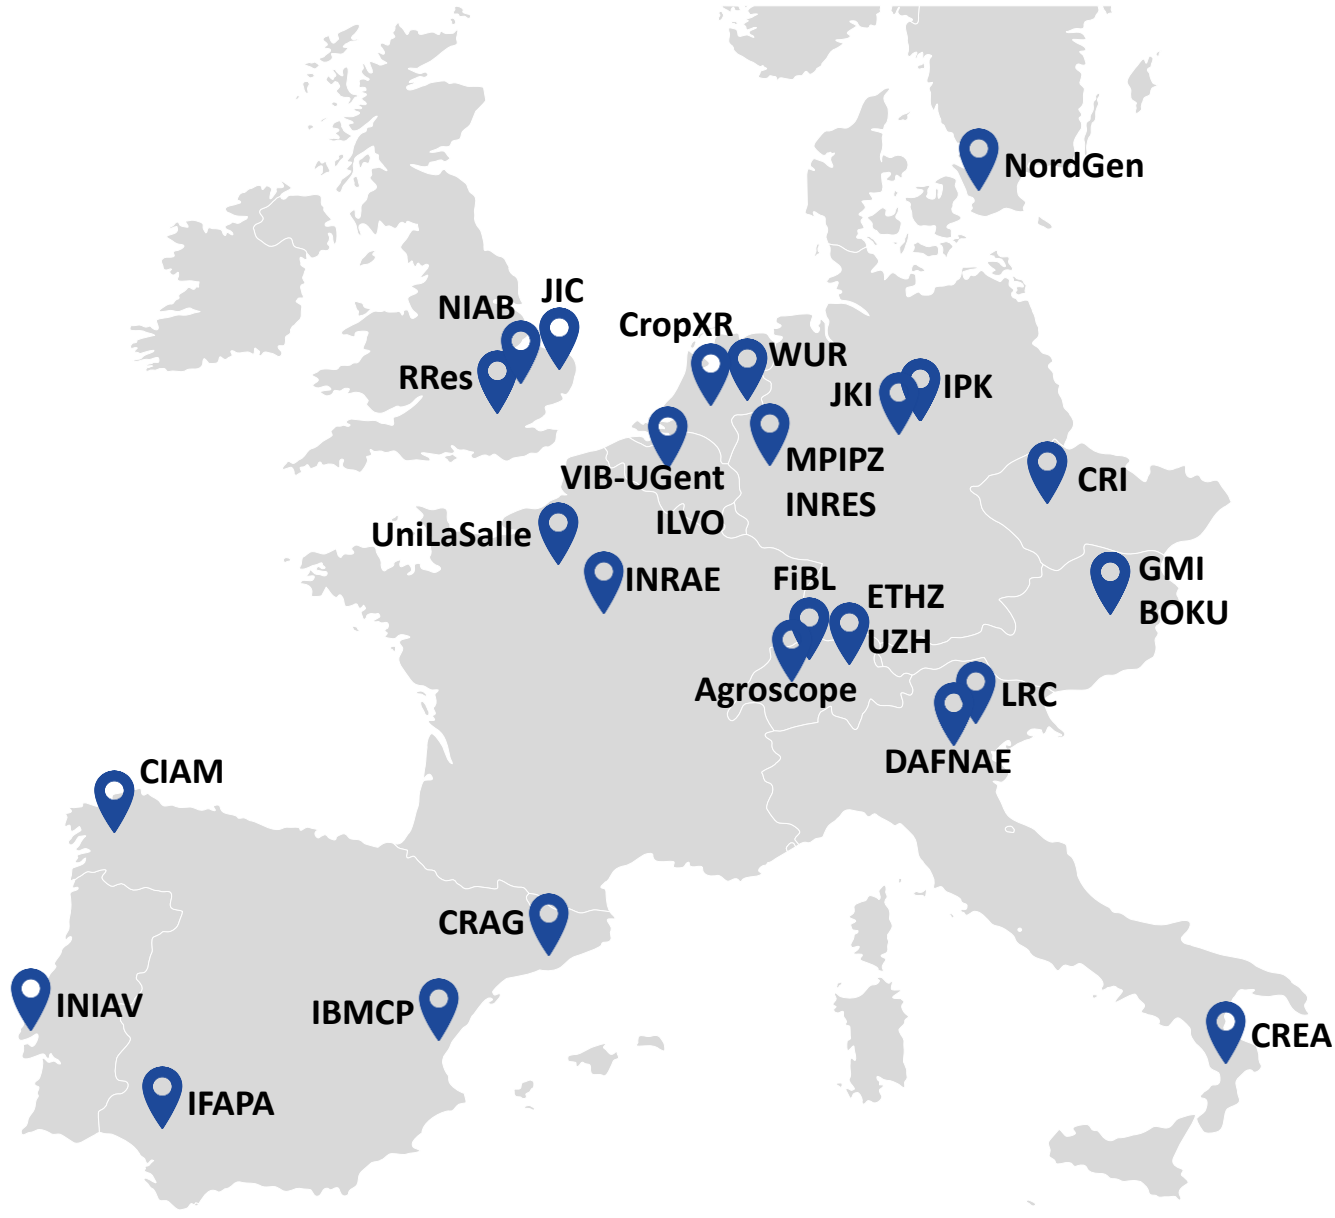 NordGen
JIC
NIAB
CropXR
WUR
RRes
JKI
IPK
MPIPZ
INRES
VIB-UGent
ILVO
CRI
UniLaSalle
INRAE
FiBL
ETHZ
UZH
GMI
BOKU
Agroscope
LRC
DAFNAE
CIAM
CRAG
INIAV
IBMCP
CREA
IFAPA